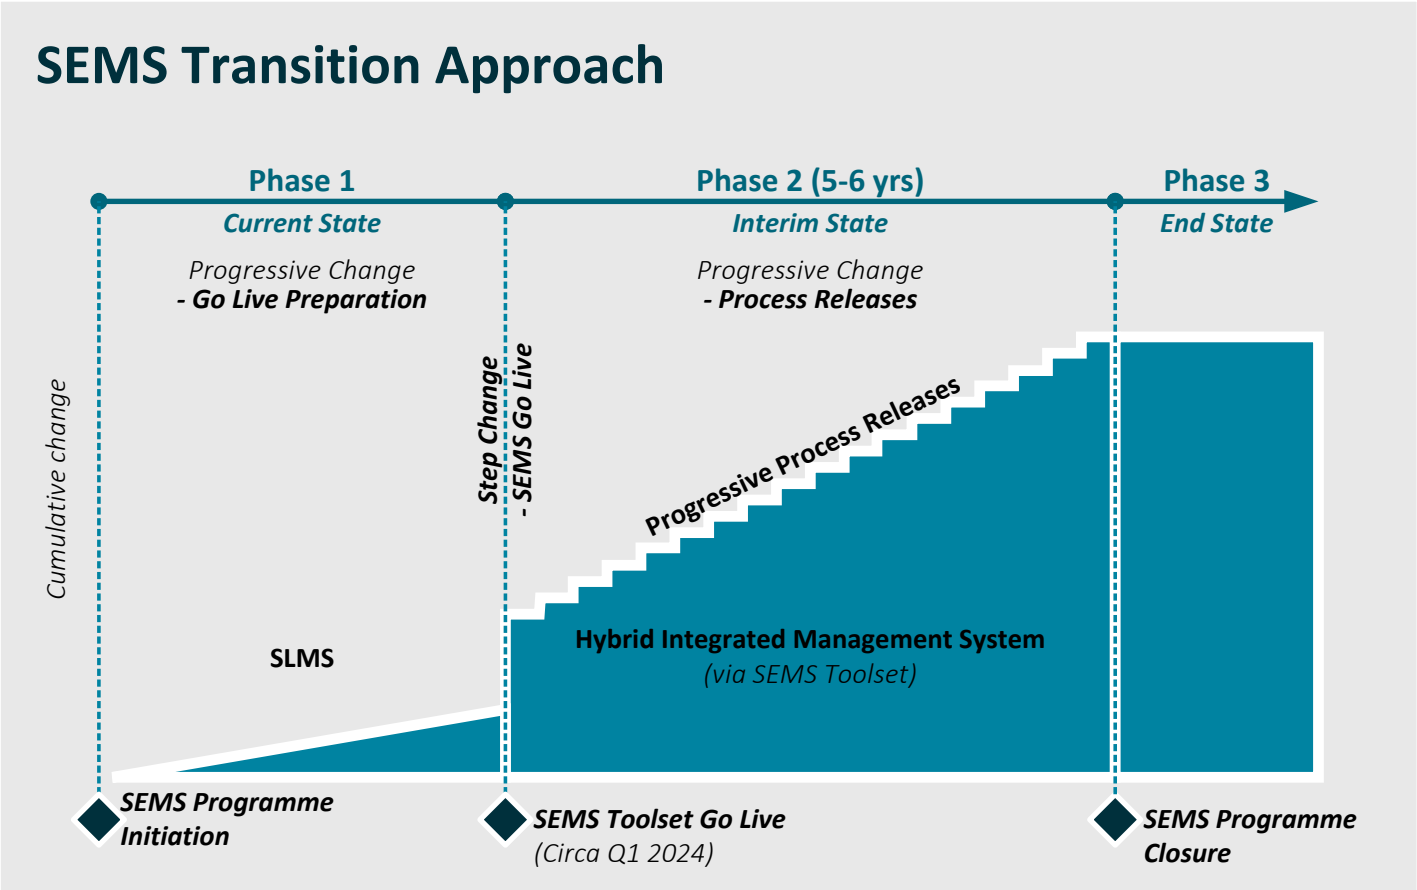 SEMS Transition Approach
Phase 1
Phase 2 (5-6 yrs)
Phase 3
Current State
Interim State
End State
Progressive Change
- Go Live Preparation
Progressive Change
- Process Releases
Cumulative change
Step Change
- SEMS Go Live
Progressive Process Releases
SLMS
Hybrid Integrated Management System
(via SEMS Toolset)
SEMS Programme
Initiation
SEMS Toolset Go Live
(Circa Q1 2024)
SEMS Programme
Closure